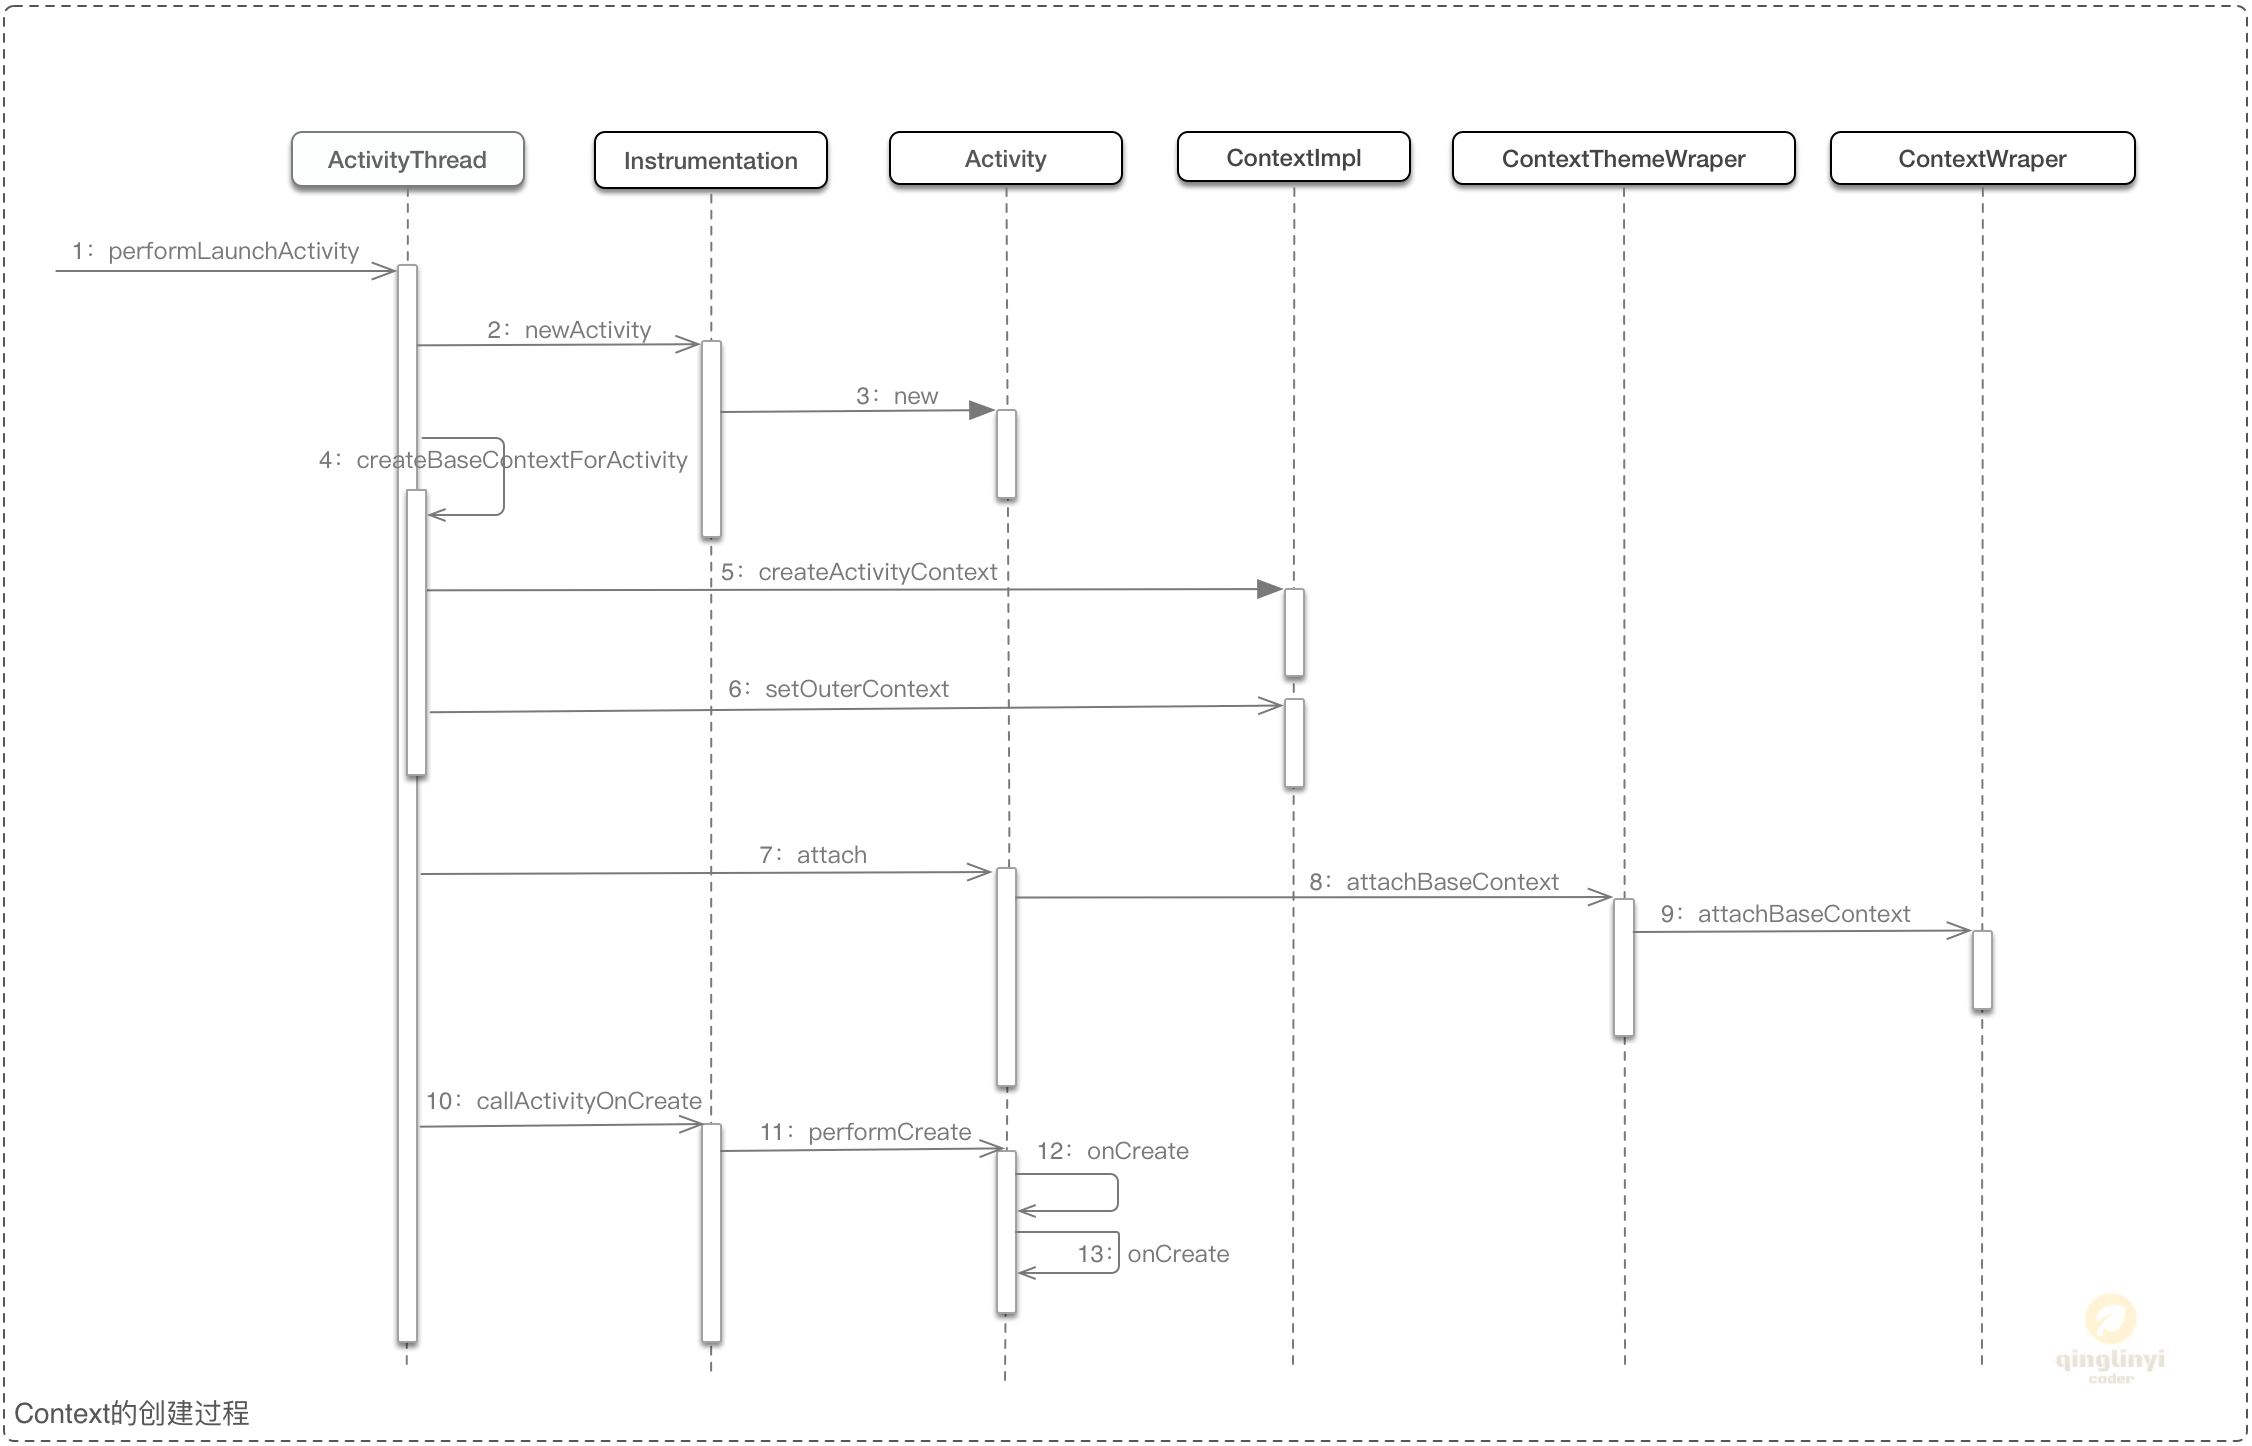 ActivityThread
Instrumentation
Activity
ContextImpl
ContextThemeWraper
ContextWraper
1：performLaunchActivity
2：newActivity
3：new
4：createBaseContextForActivity
5：createActivityContext
6：setOuterContext
7：attach
8：attachBaseContext
9：attachBaseContext
10：callActivityOnCreate
11：performCreate
12：onCreate
13：onCreate
qinglinyi
coder
Context的创建过程